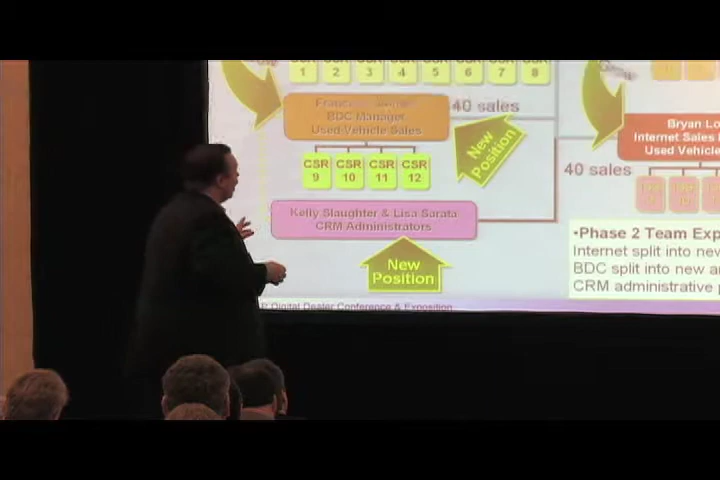 CSR CSR CSR CSR CSR CSR CSR CSR
1 2 3 4 5 6 7 8
40 sales
BDC Manager
Used Vehicle Sales
New
Position
CSR CSR CSR CSR
9 10 11 12
Kelly Slaughter & Lisa Sarata
CRM Administrators
New
Position
Digital Dealer Conference & Exposition
Bryan Lo
Internet Sales
Used Vehicle
40 sales
•Phase 2 Team Exp
Internet split into new
BDC split into new a
CRM administrative p